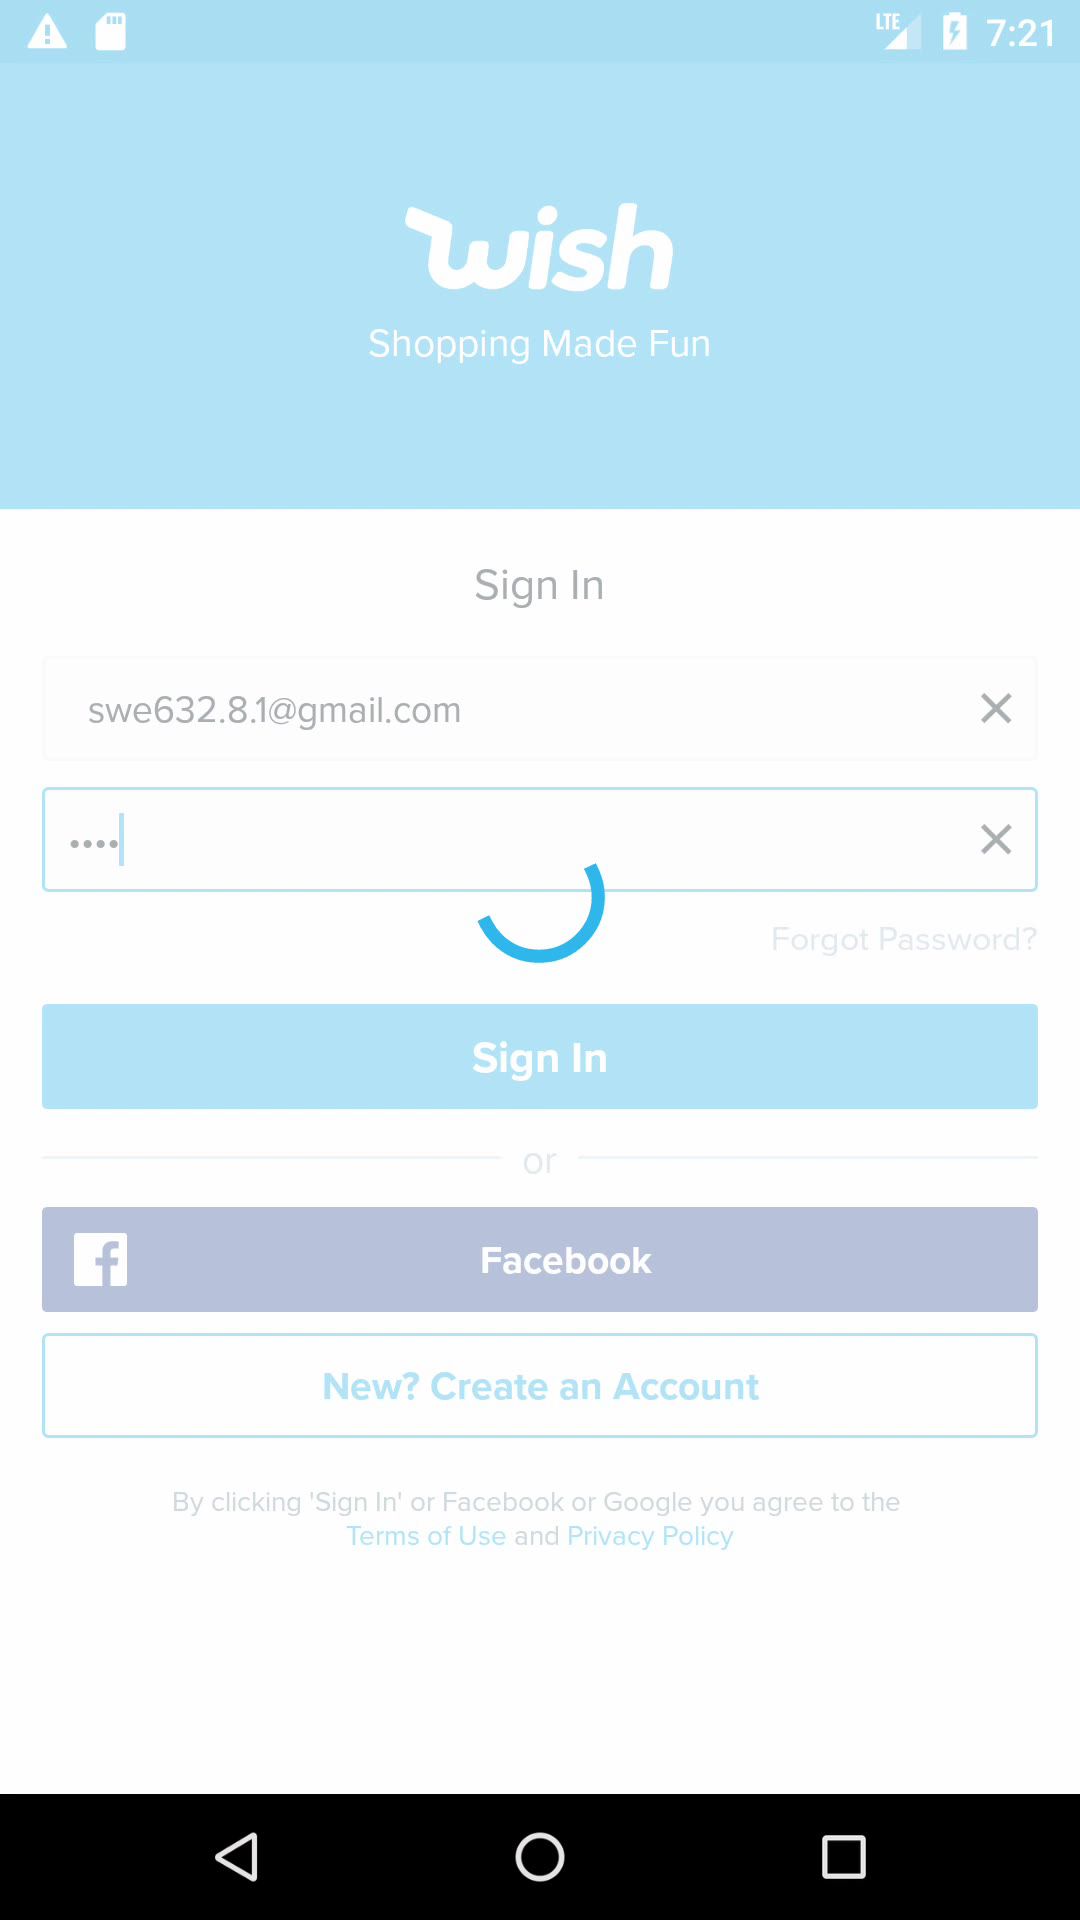 LTE 7:21
wish
Shopping Made Fun
Sign In
swe632.8.1@gmail.com
••••
Forgot Password?
Sign In
or
Facebook
New? Create an Account
By clicking 'Sign In' or Facebook or Google you agree to the
Terms of Use and Privacy Policy